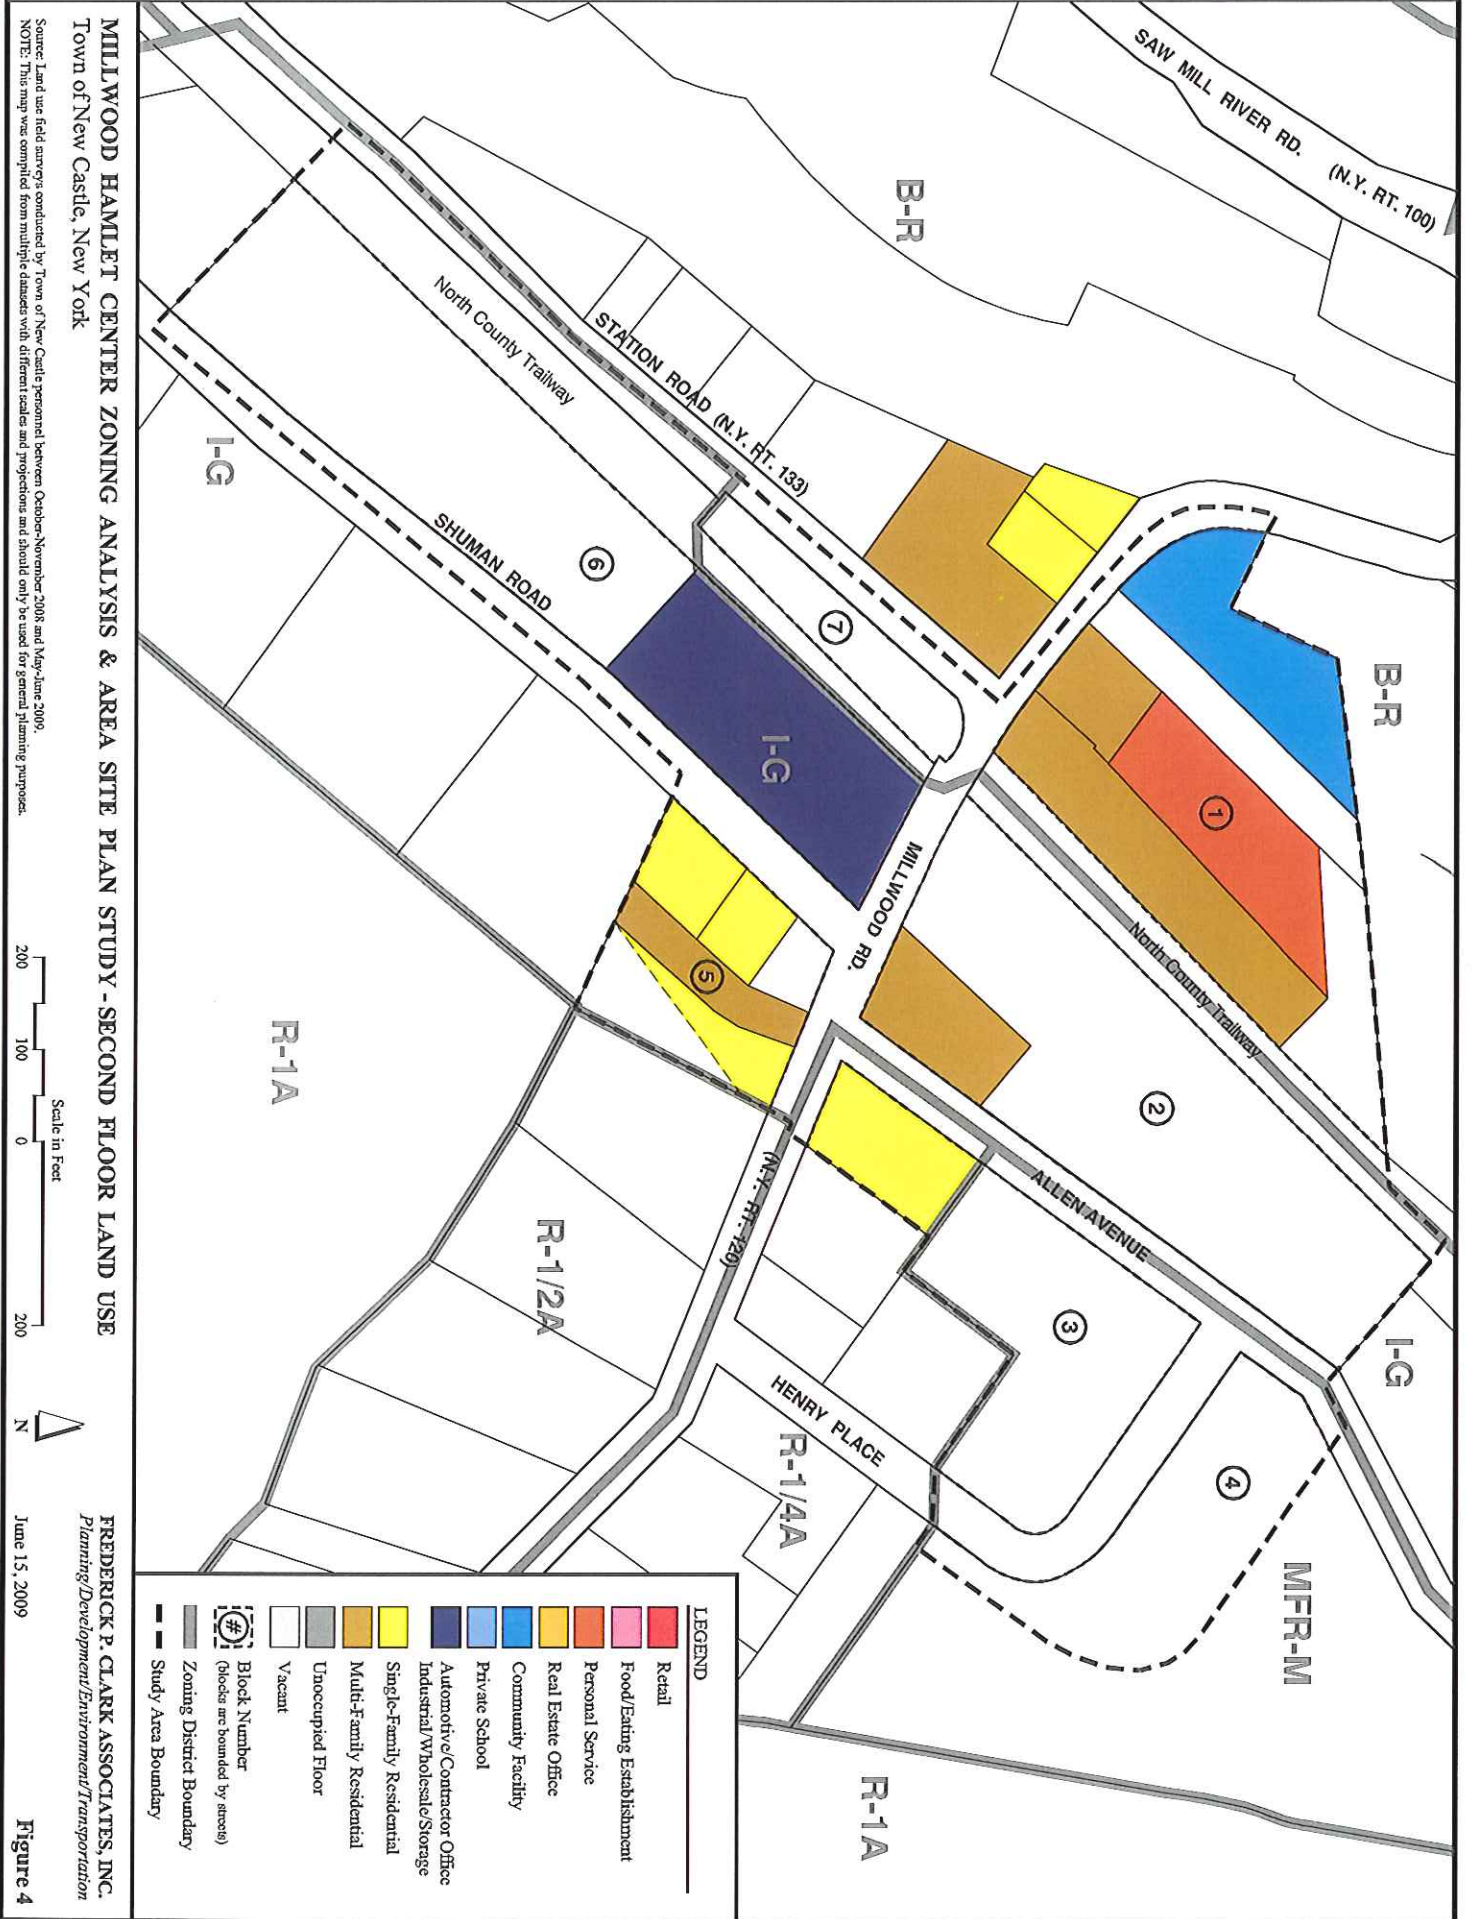 SAW MILL RIVER RD. (N.Y. RT. 100)
B-R
B-R
STATION ROAD (N.Y. RT. 133)
North County Trailway
North County Trailway
SHUMAN ROAD
MILLWOOD RD.
(N.Y. RT. 120)
ALLEN AVENUE
HENRY PLACE
I-G
I-G
I-G
R-1A
R-1/2A
R-1/4A
MFR-M
R-1A
1
2
3
4
5
6
7
LEGEND
Retail
Food/Eating Establishment
Personal Service
Real Estate Office
Community Facility
Private School
Automotive/Contractor Office
Industrial/Wholesale/Storage
Single-Family Residential
Multi-Family Residential
Unoccupied Floor
Vacant
# Block Number
(blocks are bounded by streets)
Zoning District Boundary
Study Area Boundary
MILLWOOD HAMLET CENTER ZONING ANALYSIS & AREA SITE PLAN STUDY - SECOND FLOOR LAND USE
Town of New Castle, New York
Source: Land use field surveys conducted by Town of New Castle personnel between October-November 2008 and May-June 2009.
NOTE: This map was compiled from multiple datasets with different scales and projections and should only be used for general planning purposes.
Scale in Feet
200 100 0 200
N
FREDERICK P. CLARK ASSOCIATES, INC.
Planning/Development/Environment/Transportation
June 15, 2009
Figure 4